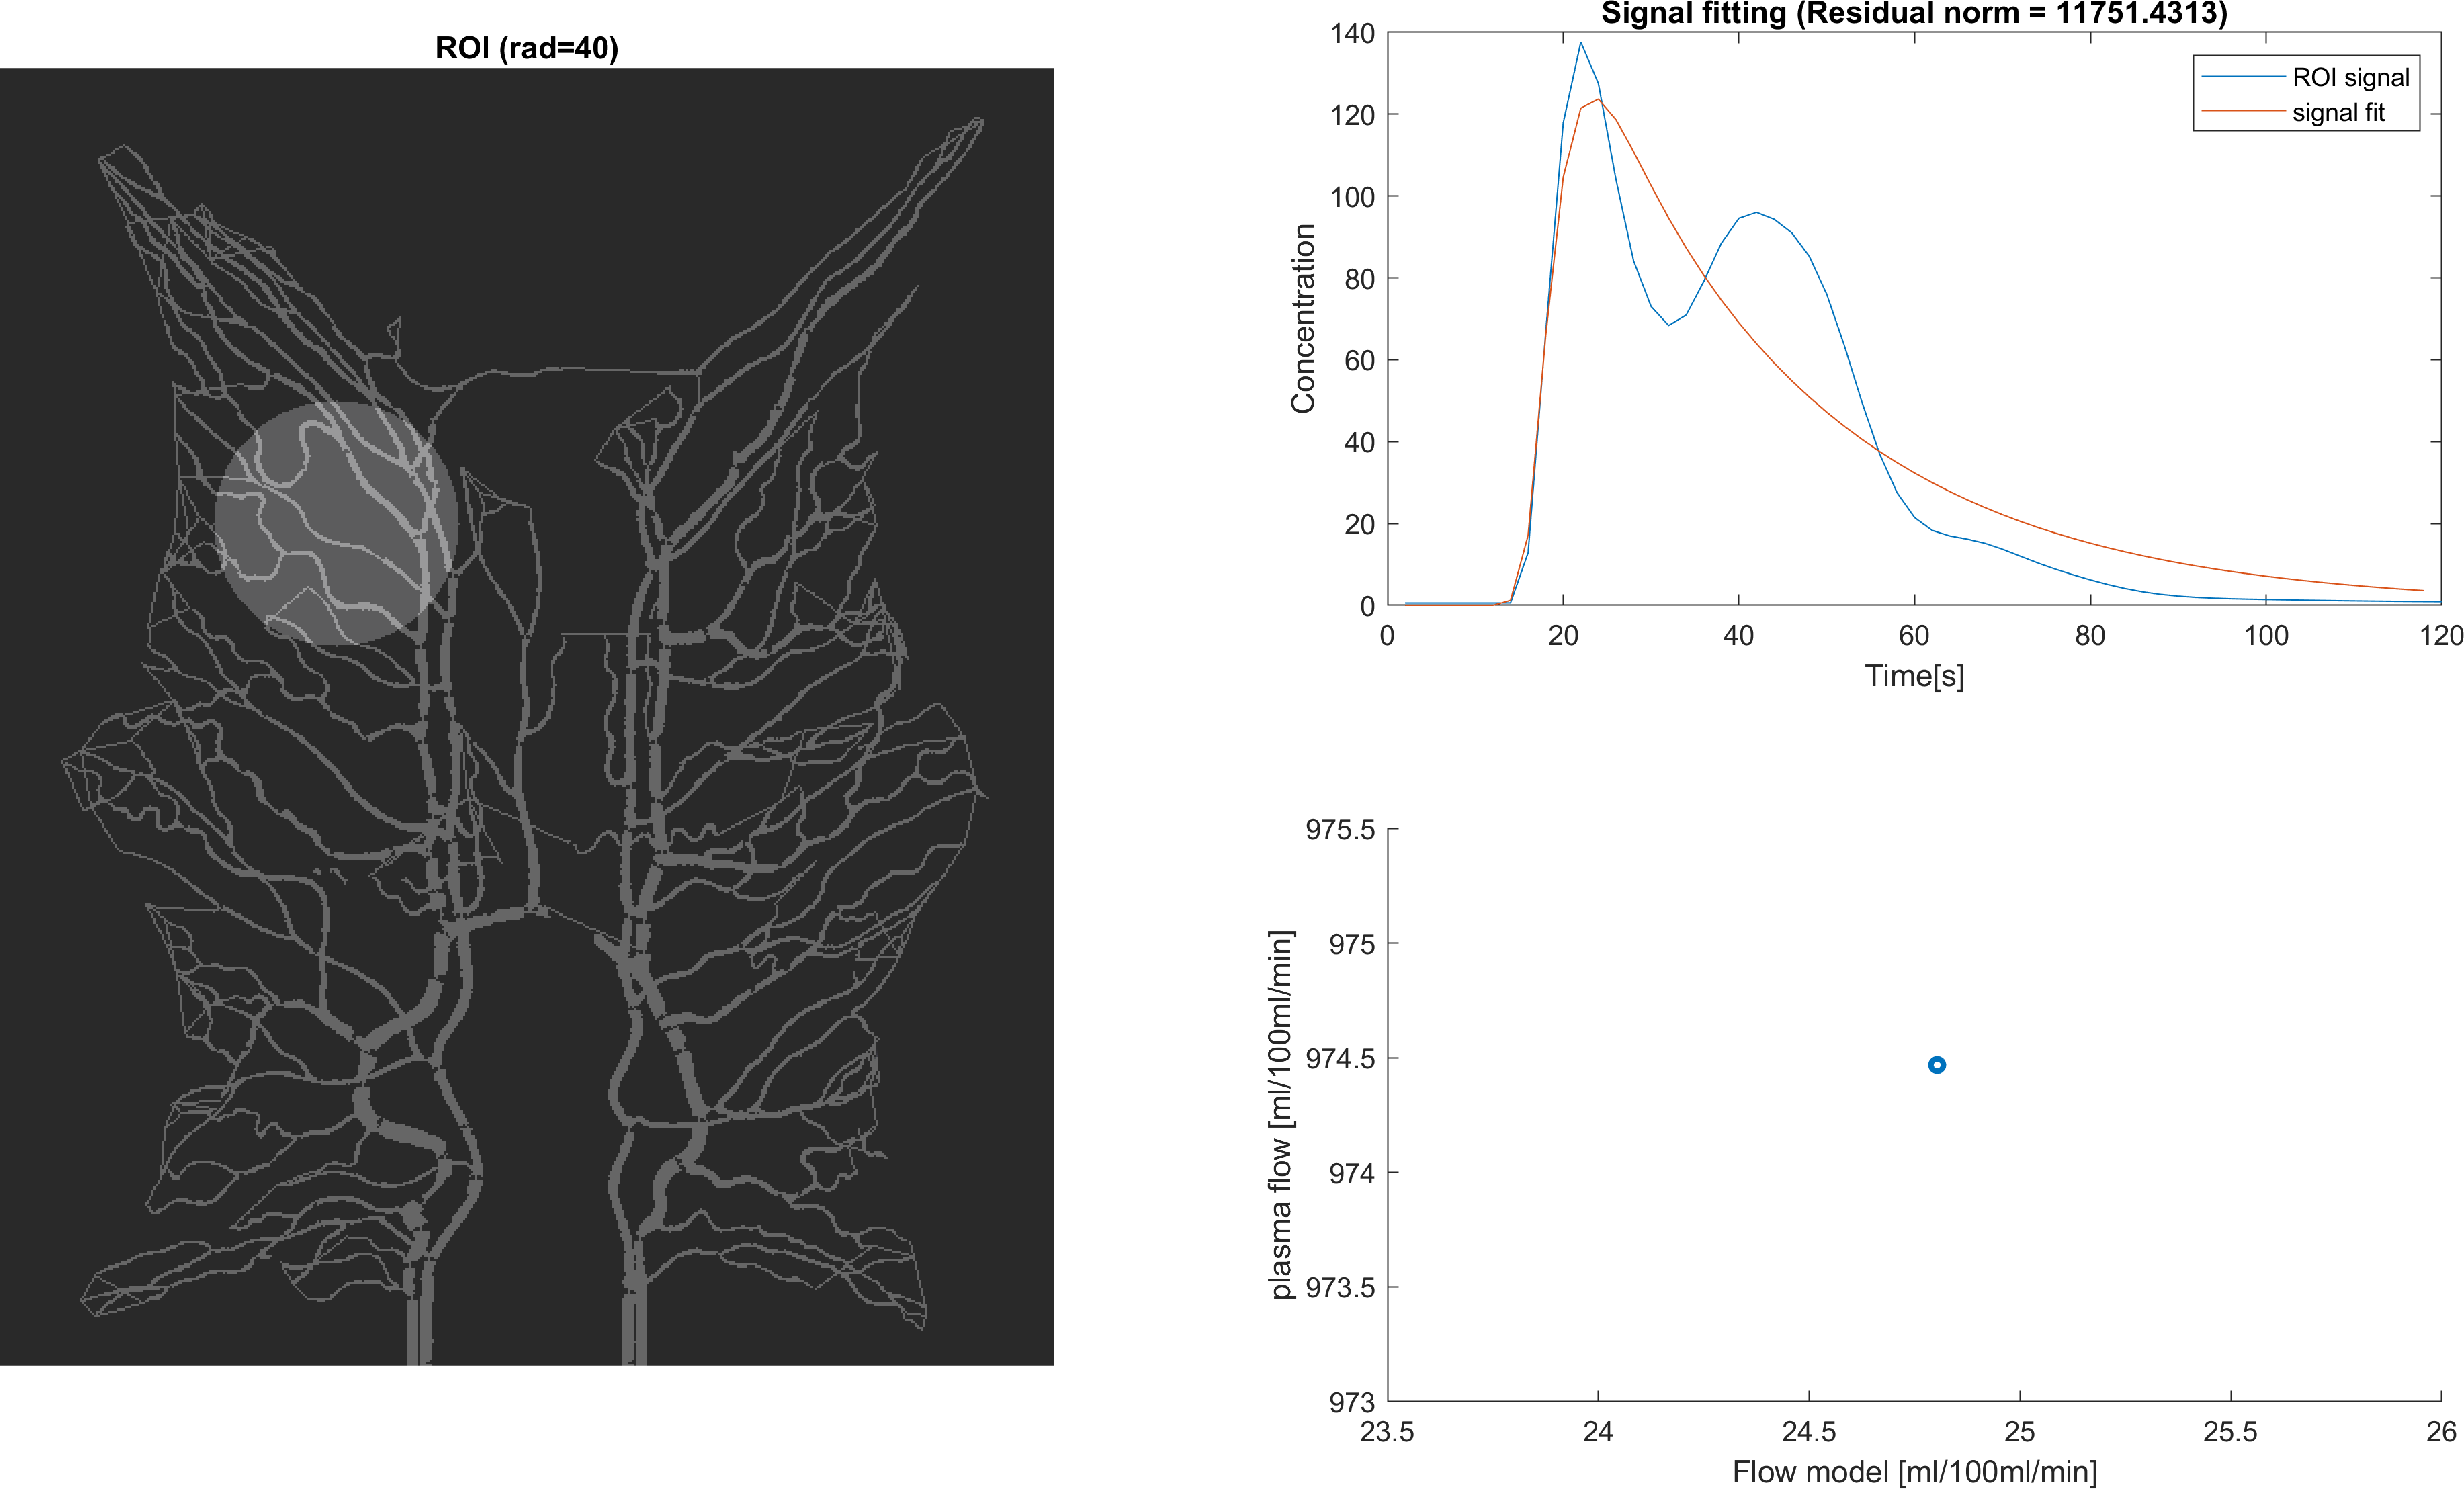 ROI (rad=40)
Signal fitting (Residual norm = 11751.4313)
140
120
100
80
60
40
20
0
Concentration
ROI signal
signal fit
0 20 40 60 80 100 120
Time[s]
975.5
975
974.5
974
973.5
973
plasma flow [ml/100ml/min]
23.5 24 24.5 25 25.5 26
Flow model [ml/100ml/min]